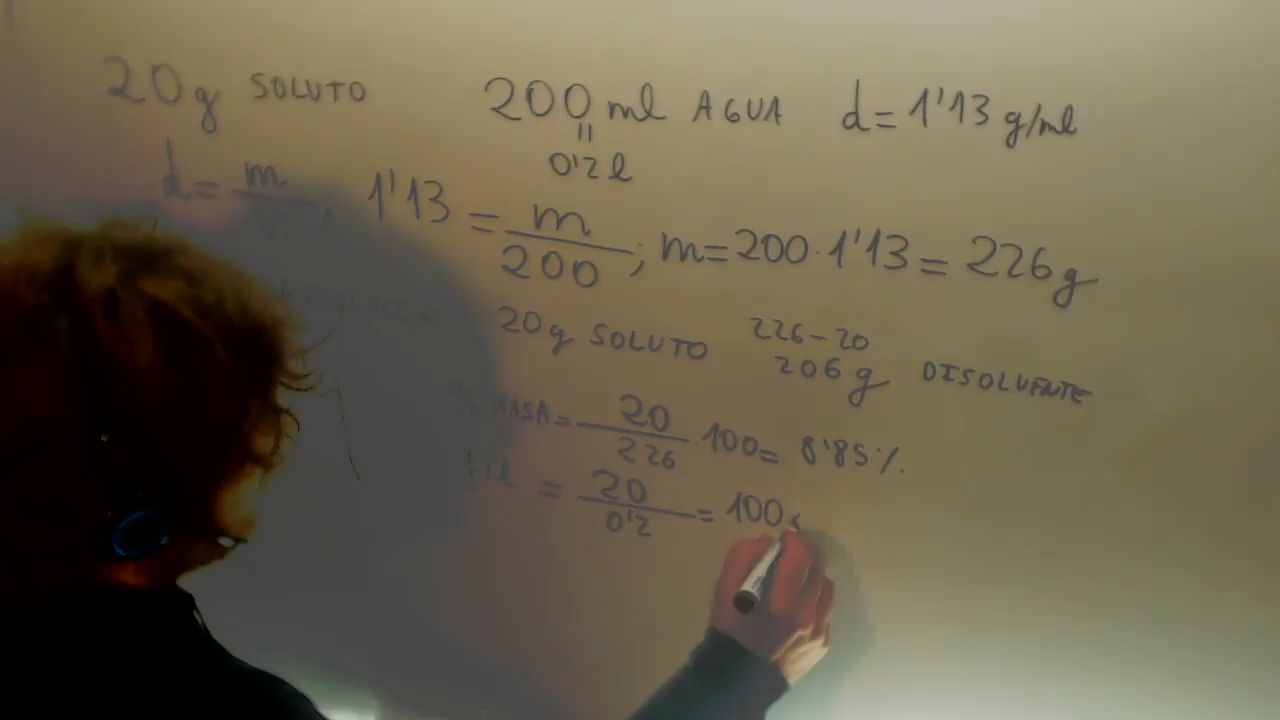 20g SOLUTO 200 ml AGUA d=1'13 g/ml
"
0'2 l
d= m/, 1'13 = m/200 ; m=200·1'13= 226g
20g SOLUTO 226-20
206 g DISOLVENTE
MASA= 20/226 · 100= 8'85%.
g/l = 20/0'2 = 100